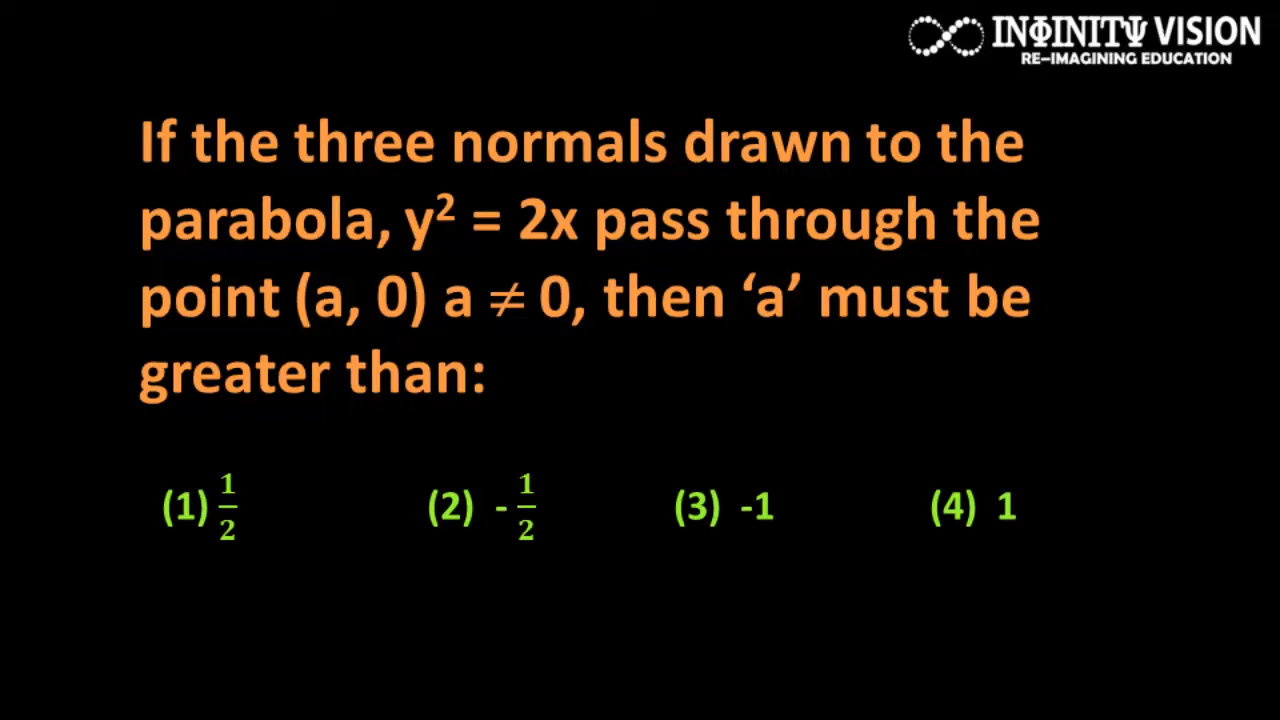 INFINITY VISION
RE-IMAGINING EDUCATION
If the three normals drawn to the
parabola, y² = 2x pass through the
point (a, 0) a ≠ 0, then ‘a’ must be
greater than:
(1) 1/2 (2) - 1/2 (3) -1 (4) 1